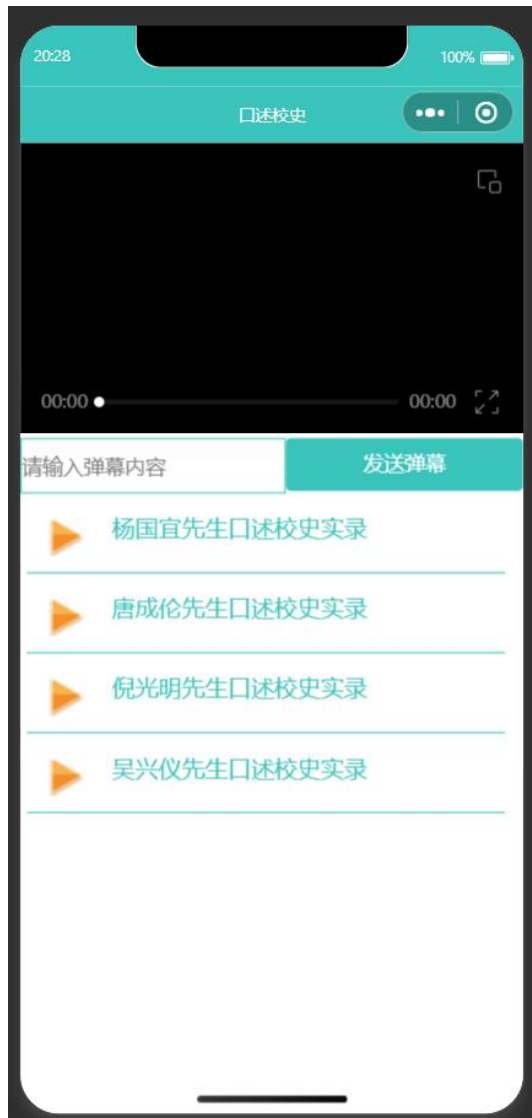 20:28
100%
口述校史
00:00
00:00
请输入弹幕内容
发送弹幕
杨国宜先生口述校史实录
唐成伦先生口述校史实录
倪光明先生口述校史实录
吴兴仪先生口述校史实录